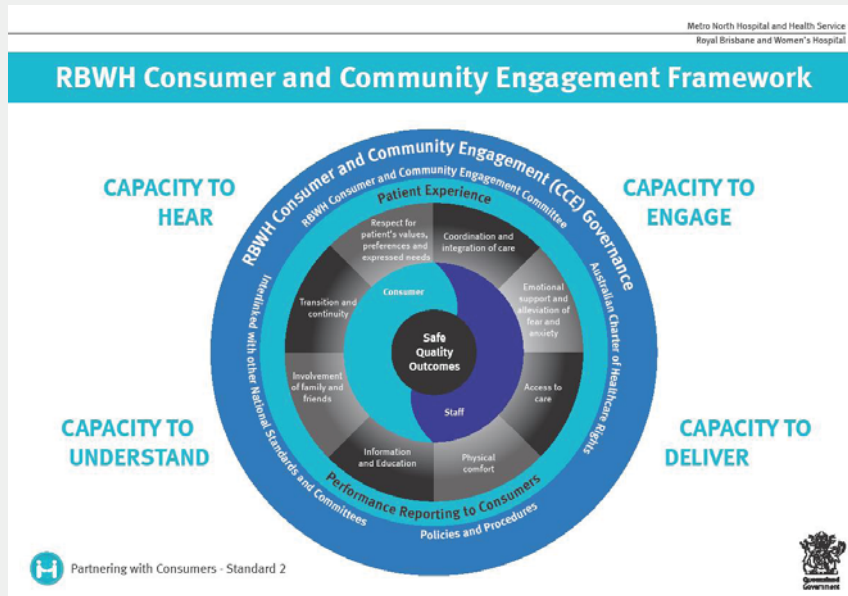 Metro North Hospital and Health Service
Royal Brisbane and Women's Hospital
RBWH Consumer and Community Engagement Framework
CAPACITY TO
HEAR
CAPACITY TO
ENGAGE
RBWH Consumer and Community Engagement (CCE) Governance
RBWH Consumer and Community Engagement Committee
Patient Experience
Respect for
patient's values,
preferences and
expressed needs
Coordination and
integration of care
Emotional
support and
alleviation of
fear and
anxiety
Access to
care
Physical
comfort
Information
and Education
Involvement
of family and
friends
Transition and
continuity
Consumer
Safe
Quality
Outcomes
Staff
Performance Reporting to Consumers
Interlinked with other National Standards and Committees
Australian Charter of Healthcare Rights
Policies and Procedures
CAPACITY TO
UNDERSTAND
CAPACITY TO
DELIVER
Partnering with Consumers - Standard 2
Queensland
Government